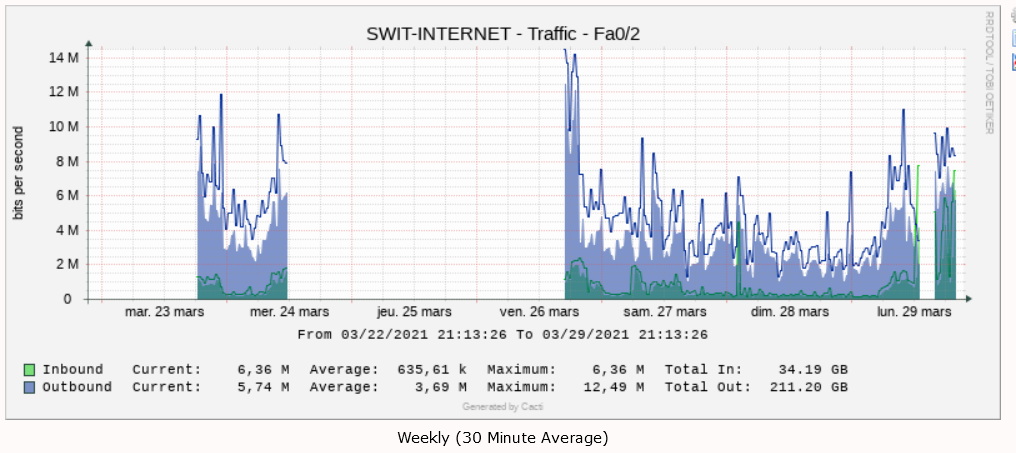 SWIT-INTERNET - Traffic - Fa0/2
RRDTOOL / TOBI OETIKER
bits per second
14 M
12 M
10 M
8 M
6 M
4 M
2 M
0
mar. 23 mars mer. 24 mars jeu. 25 mars ven. 26 mars sam. 27 mars dim. 28 mars lun. 29 mars
From 03/22/2021 21:13:26 To 03/29/2021 21:13:26
Inbound Current: 6,36 M Average: 635,61 k Maximum: 6,36 M Total In: 34.19 GB
Outbound Current: 5,74 M Average: 3,69 M Maximum: 12,49 M Total Out: 211.20 GB
Generated by Cacti
Weekly (30 Minute Average)